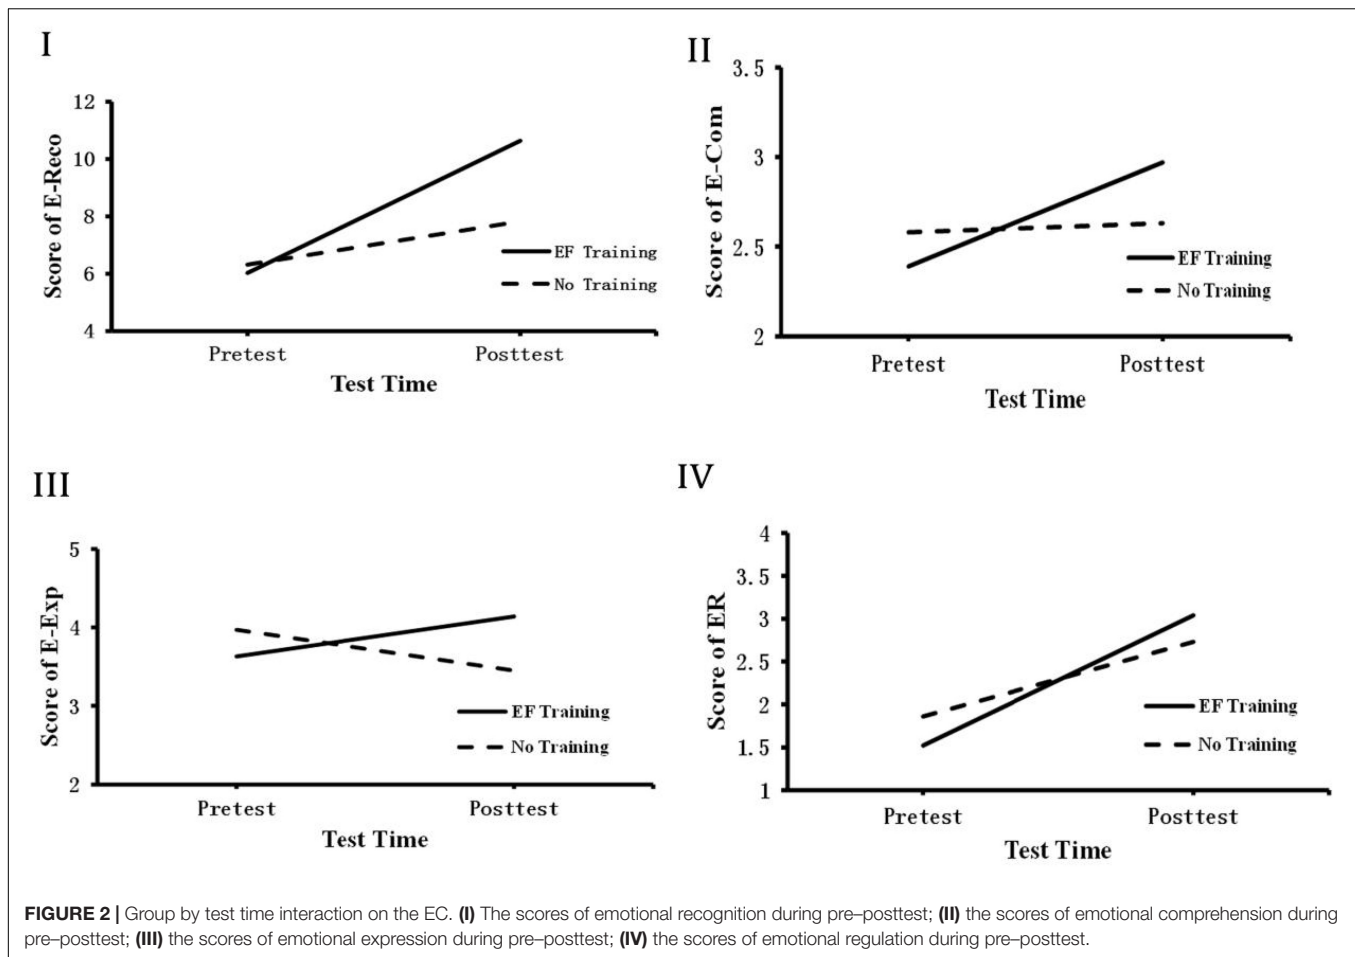 I
12
10
8
6
4
Score of E-Reco
EF Training
No Training
Pretest
Posttest
Test Time
II
3.5
3
2.5
2
Score of E-Com
EF Training
No Training
Pretest
Posttest
Test Time
III
5
4
3
2
Score of E-Exp
EF Training
No Training
Pretest
Posttest
Test Time
IV
4
3.5
3
2.5
2
1.5
1
Score of ER
EF Training
No Training
Pretest
Posttest
Test Time
FIGURE 2 | Group by test time interaction on the EC. (I) The scores of emotional recognition during pre–posttest; (II) the scores of emotional comprehension during
pre–posttest; (III) the scores of emotional expression during pre–posttest; (IV) the scores of emotional regulation during pre–posttest.